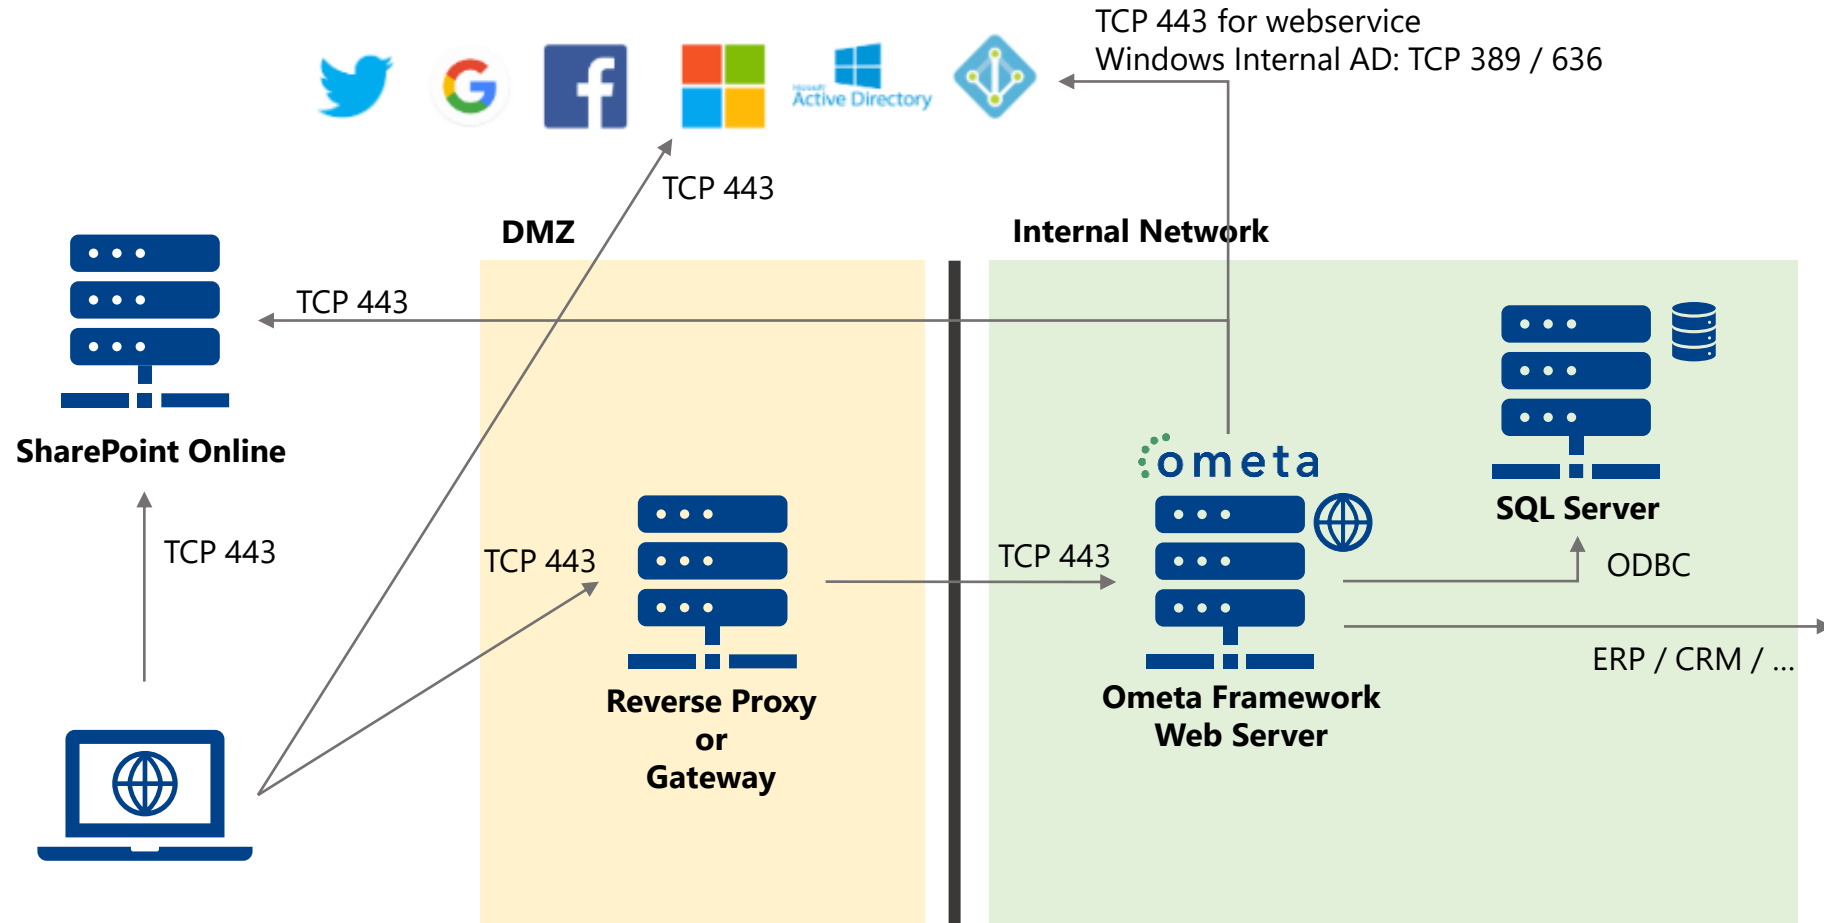 TCP 443 for webservice
Windows Internal AD: TCP 389 / 636
Active Directory
TCP 443
DMZ
Internal Network
TCP 443
SharePoint Online
ometa
SQL Server
TCP 443
TCP 443
TCP 443
ODBC
ERP / CRM / ...
Reverse Proxy
or
Gateway
Ometa Framework
Web Server